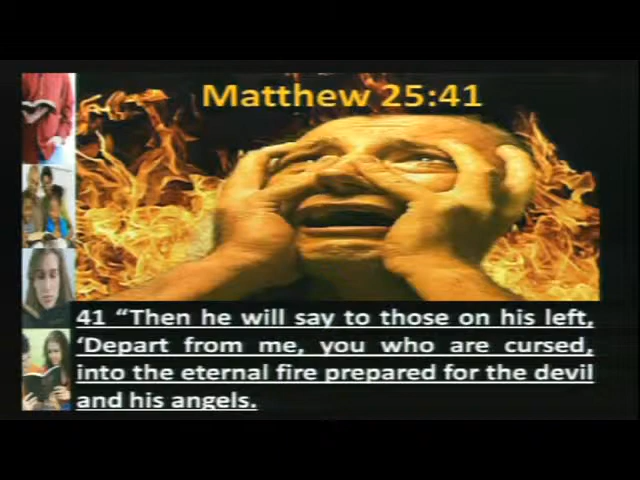 Matthew 25:41
41 “Then he will say to those on his left,
‘Depart from me, you who are cursed,
into the eternal fire prepared for the devil
and his angels.